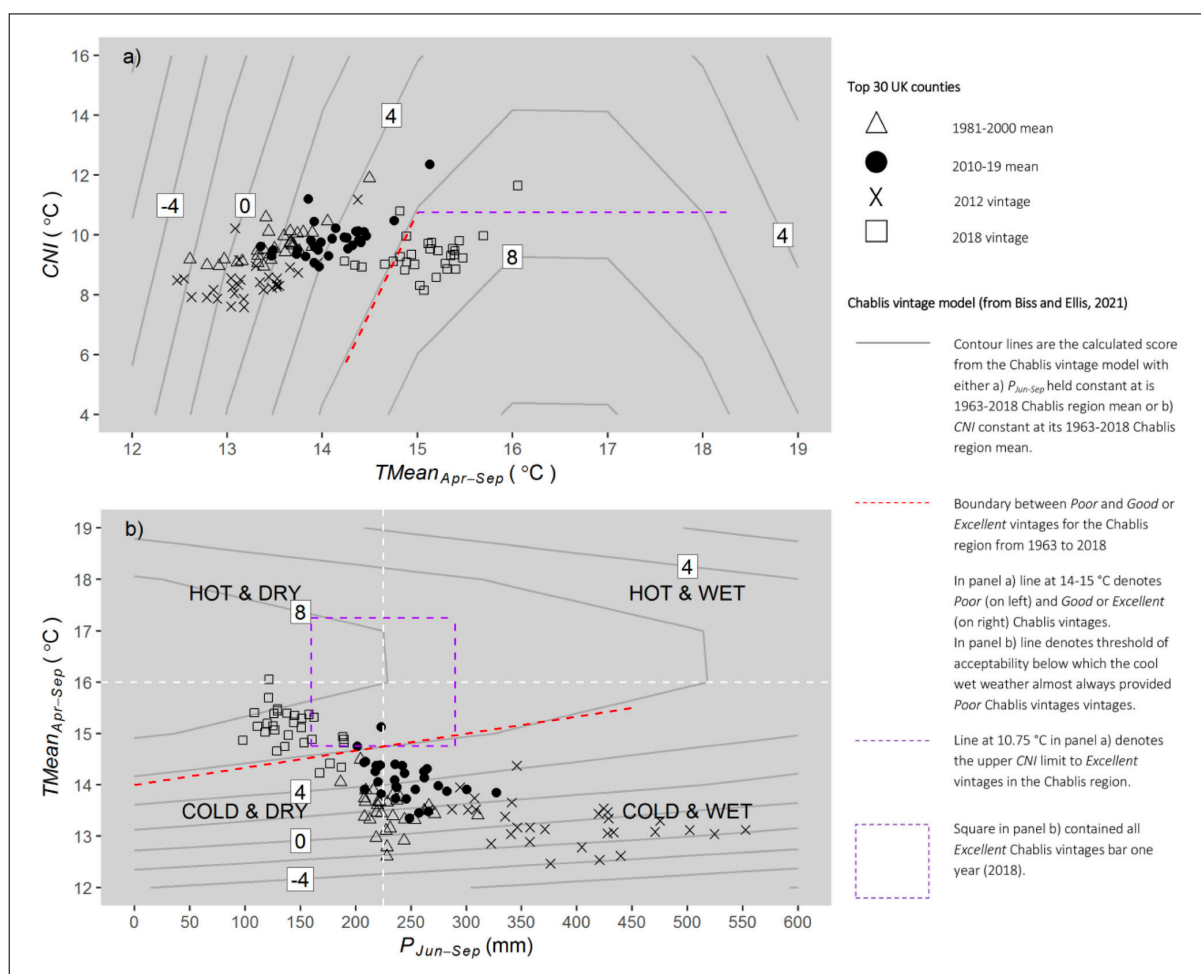 a)
16
14
12
10
8
6
4
CNI (°C)
4
-4
0
8
4
12
13
14
15
16
17
18
19
TMean Apr–Sep (°C)
b)
19
18
17
16
15
14
13
12
TMean Apr–Sep (°C)
4
HOT & DRY
HOT & WET
8
4
COLD & DRY
COLD & WET
0
-4
0
50
100
150
200
250
300
350
400
450
500
550
600
P Jun–Sep (mm)
Top 30 UK counties
1981-2000 mean
2010-19 mean
2012 vintage
2018 vintage
Chablis vintage model (from Biss and Ellis, 2021)
Contour lines are the calculated score
from the Chablis vintage model with
either a) PJun-Sep held constant at is
1963-2018 Chablis region mean or b)
CNI constant at its 1963-2018 Chablis
region mean.
Boundary between Poor and Good or
Excellent vintages for the Chablis
region from 1963 to 2018
In panel a) line at 14-15 °C denotes
Poor (on left) and Good or Excellent
(on right) Chablis vintages.
In panel b) line denotes threshold of
acceptability below which the cool
wet weather almost always provided
Poor Chablis vintages vintages.
Line at 10.75 °C in panel a) denotes
the upper CNI limit to Excellent
vintages in the Chablis region.
Square in panel b) contained all
Excellent Chablis vintages bar one
year (2018).